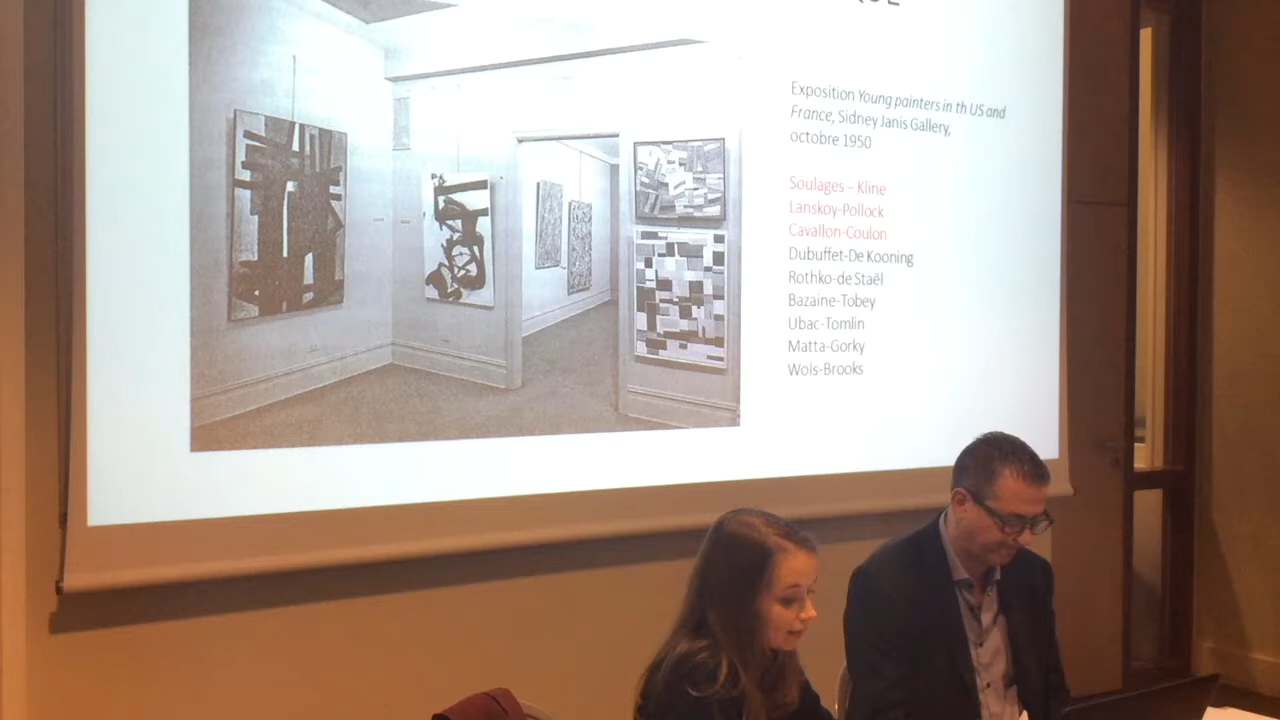 Exposition Young painters in th US and
France, Sidney Janis Gallery,
octobre 1950
Soulages – Kline
Lanskoy-Pollock
Cavallon-Coulon
Dubuffet-De Kooning
Rothko-de Staël
Bazaine-Tobey
Ubac-Tomlin
Matta-Gorky
Wols-Brooks